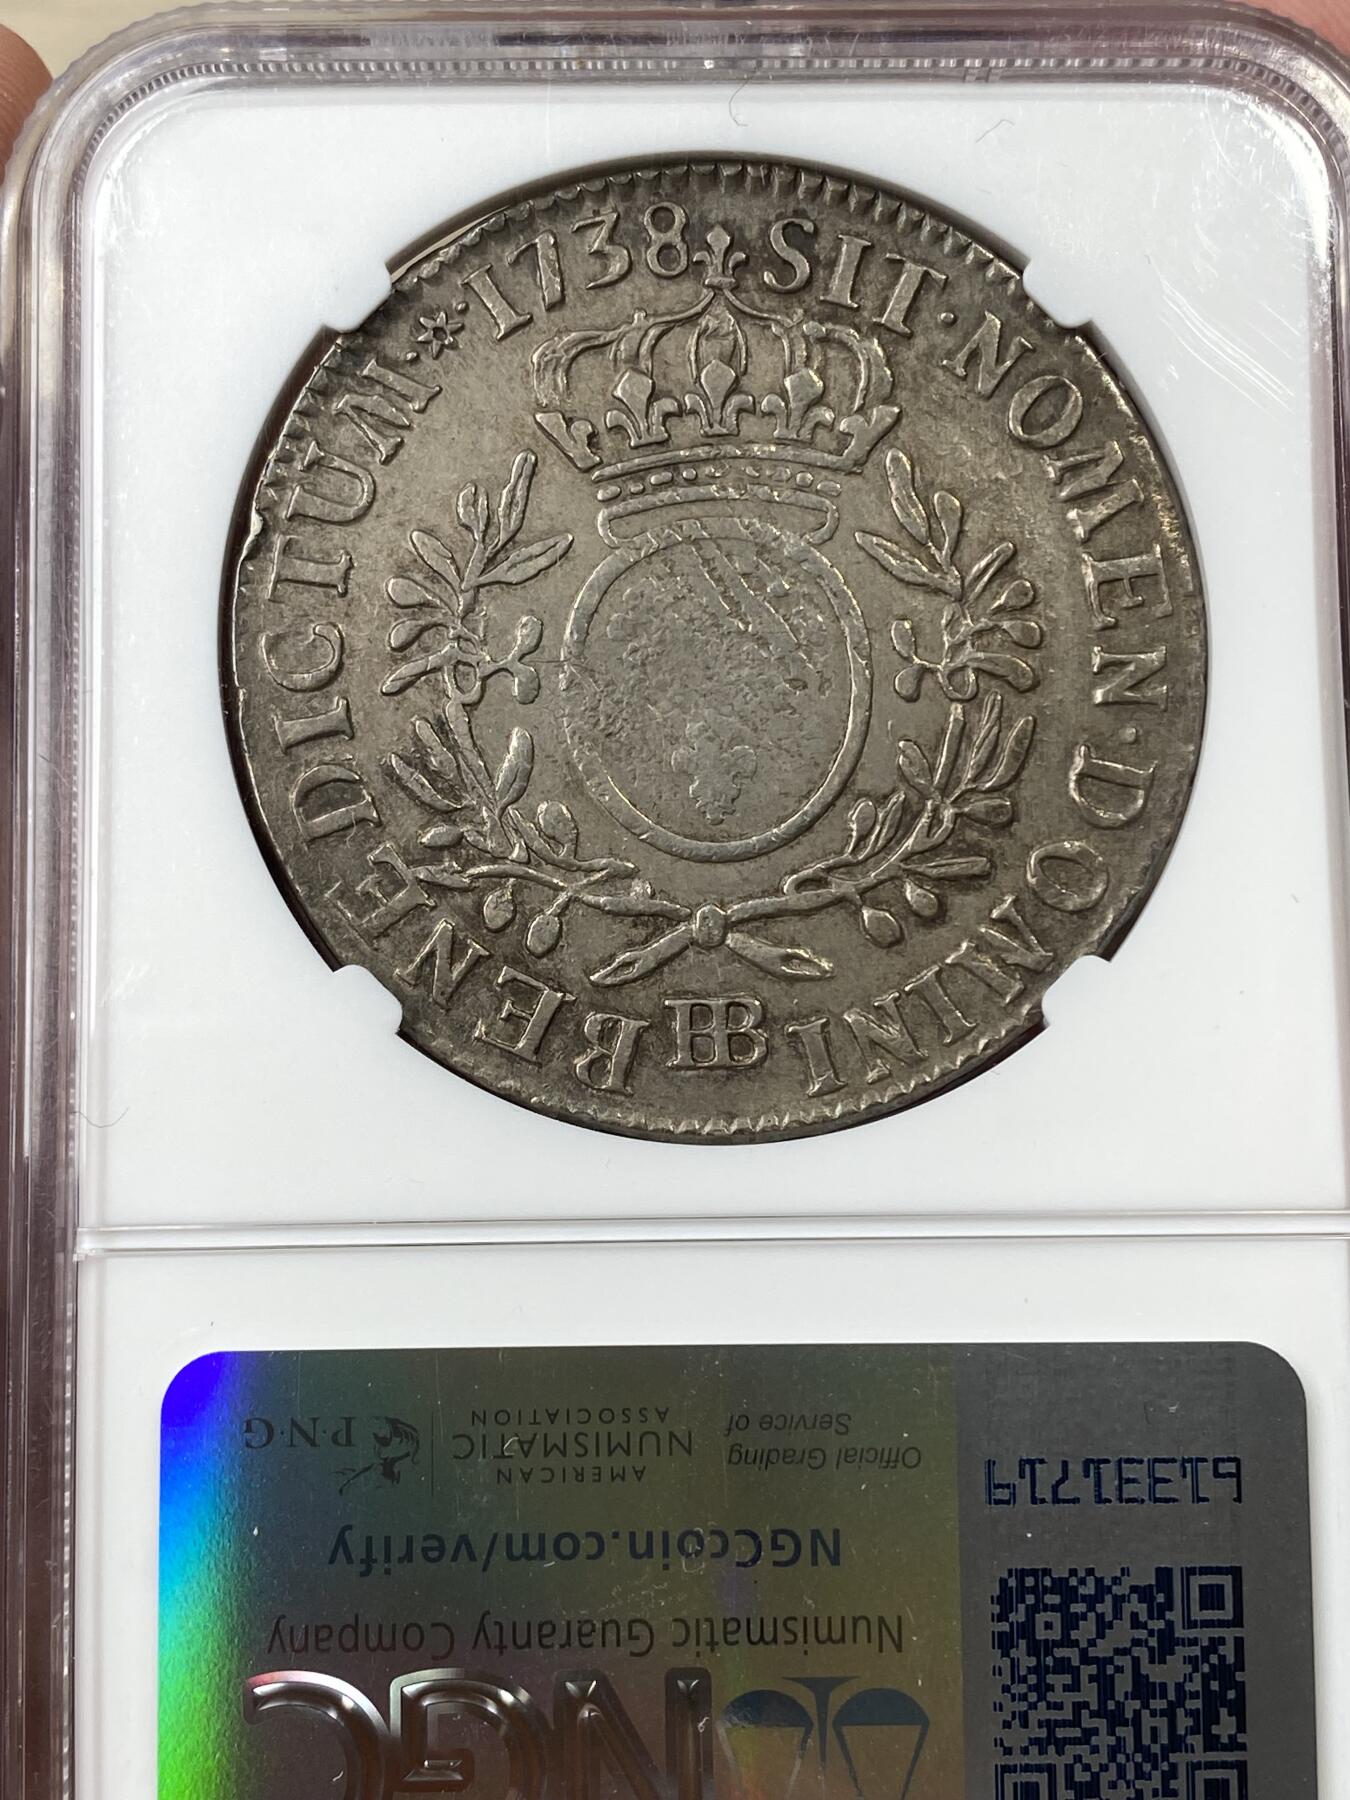 SIT · NOMEN · DOMINI BB BENEDICTUM · 1738
NGC
Numismatic Guaranty Company
NGCcoin.com/verify
Official Grading
Service of
AMERICAN
NUMISMATIC
ASSOCIATION
P·N·G
61331719